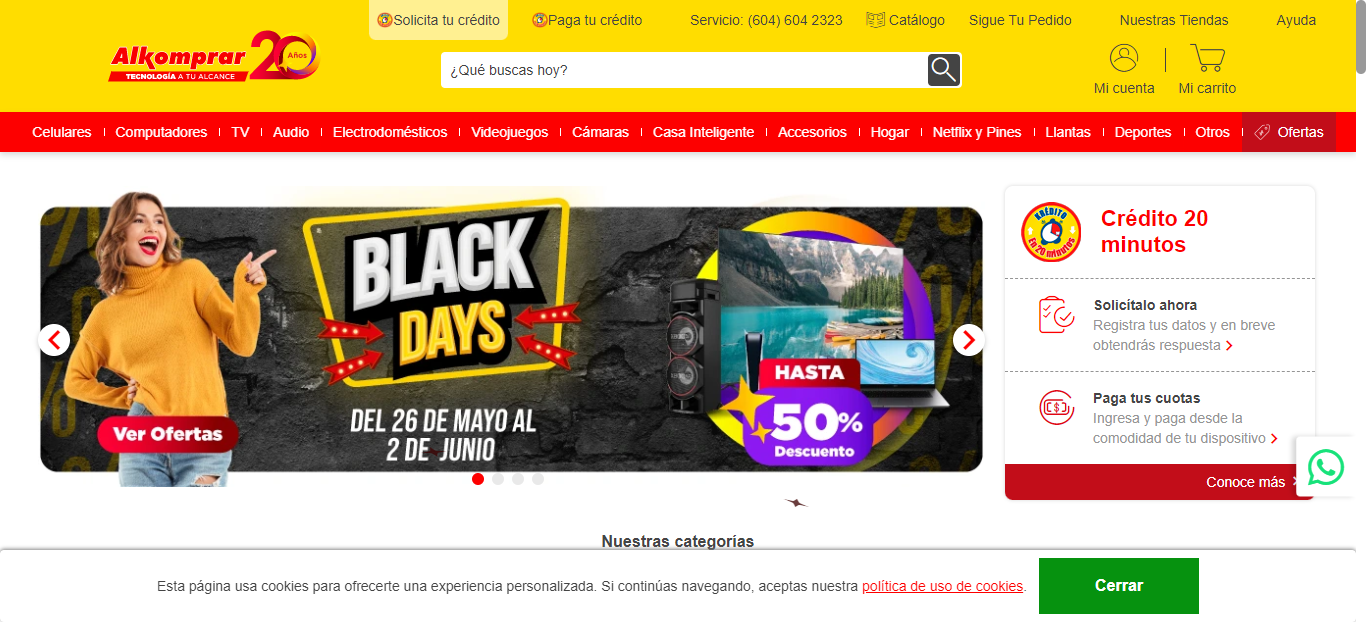 Solicita tu crédito
Paga tu crédito
Servicio: (604) 604 2323
Catálogo
Sigue Tu Pedido
Nuestras Tiendas
Ayuda
Alkomprar 20 Años
TECNOLOGÍA A TU ALCANCE
¿Qué buscas hoy?
Mi cuenta
Mi carrito
Celulares
Computadores
TV
Audio
Electrodomésticos
Videojuegos
Cámaras
Casa Inteligente
Accesorios
Hogar
Netflix y Pines
Llantas
Deportes
Otros
Ofertas
BLACK
DAYS
DEL 26 DE MAYO AL
2 DE JUNIO
Ver Ofertas
HASTA
50%
Descuento
KRÉDITO
En 20 minutos
Crédito 20
minutos
Solicítalo ahora
Registra tus datos y en breve
obtendrás respuesta
Paga tus cuotas
Ingresa y paga desde la
comodidad de tu dispositivo
Conoce más
Nuestras categorías
Esta página usa cookies para ofrecerte una experiencia personalizada. Si continúas navegando, aceptas nuestra política de uso de cookies.
Cerrar